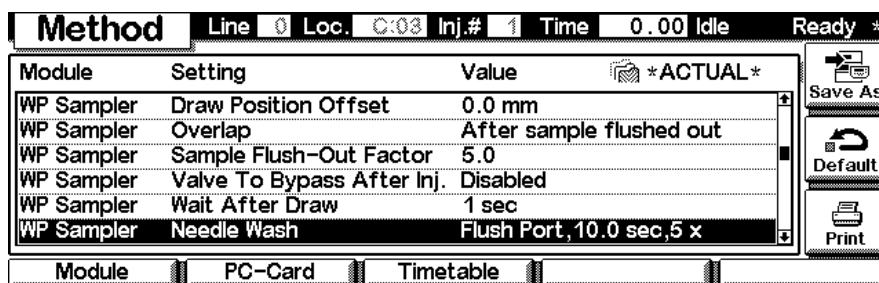 Method Line 0 Loc. C:03 Inj.# 1 Time 0.00 Idle Ready *
Module Setting Value *ACTUAL*
WP Sampler Draw Position Offset 0.0 mm
WP Sampler Overlap After sample flushed out
WP Sampler Sample Flush-Out Factor 5.0
WP Sampler Valve To Bypass After Inj. Disabled
WP Sampler Wait After Draw 1 sec
WP Sampler Needle Wash Flush Port,10.0 sec,5 x
Save As
Default
Print
Module PC-Card Timetable